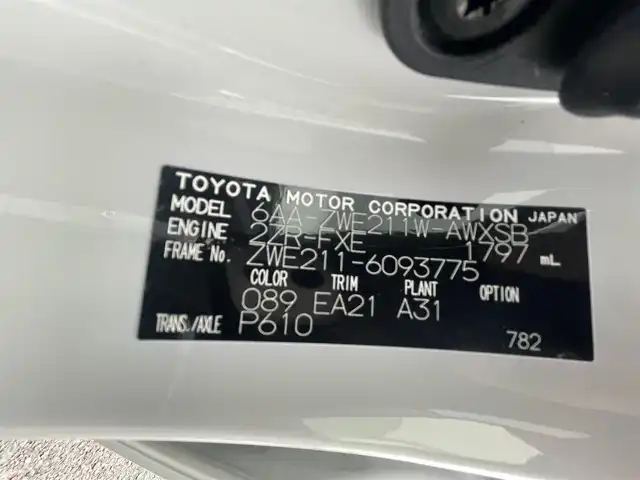 TOYOTA MOTOR CORPORATION JAPAN
MODEL 6AA-ZWE211W-AWXSB
ENGINE 2ZR-FXE 1797 mL
FRAME No. ZWE211-6093775
COLOR TRIM PLANT OPTION
089 EA21 A31
TRANS./AXLE P610
782